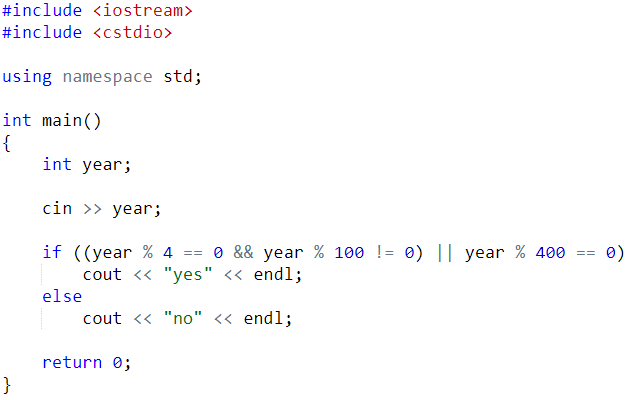 #include <iostream>
#include <cstdio>
using namespace std;
int main()
{
    int year;
    cin >> year;
    if ((year % 4 == 0 && year % 100 != 0) || year % 400 == 0)
        cout << "yes" << endl;
    else
        cout << "no" << endl;
    return 0;
}